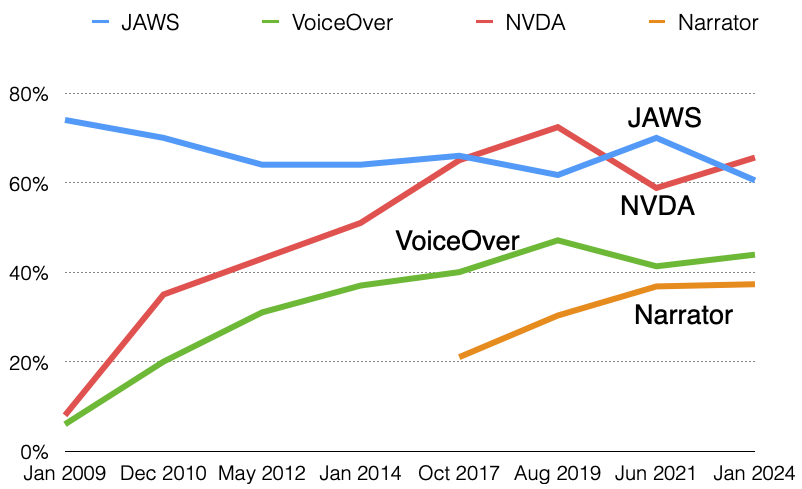 JAWS VoiceOver NVDA Narrator
80%
JAWS
60%
NVDA
VoiceOver
40%
Narrator
20%
0%
Jan 2009 Dec 2010 May 2012 Jan 2014 Oct 2017 Aug 2019 Jun 2021 Jan 2024